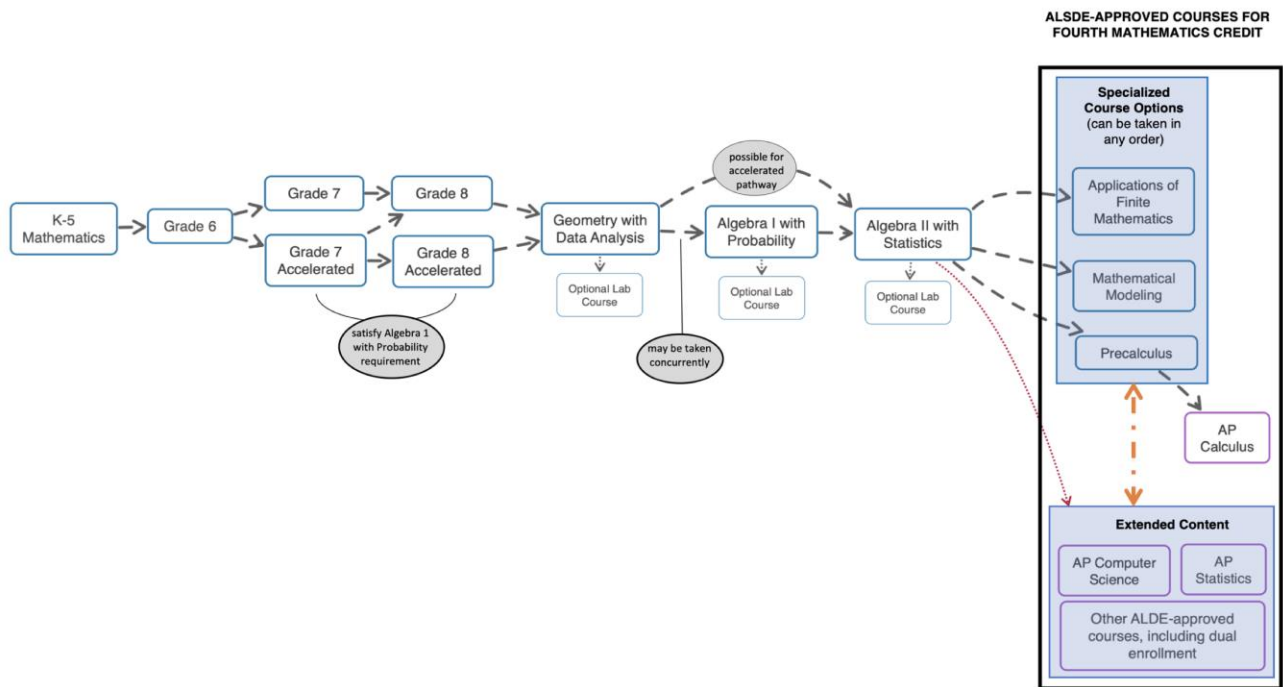 ALSDE-APPROVED COURSES FOR
FOURTH MATHEMATICS CREDIT
K-5
Mathematics
Grade 6
Grade 7
Grade 8
Grade 7
Accelerated
Grade 8
Accelerated
satisfy Algebra 1
with Probability
requirement
Geometry with
Data Analysis
Optional Lab
Course
may be taken
concurrently
possible for
accelerated
pathway
Algebra I with
Probability
Optional Lab
Course
Algebra II with
Statistics
Optional Lab
Course
Specialized
Course Options
(can be taken in
any order)
Applications of
Finite
Mathematics
Mathematical
Modeling
Precalculus
AP
Calculus
Extended Content
AP Computer
Science
AP
Statistics
Other ALDE-approved
courses, including dual
enrollment